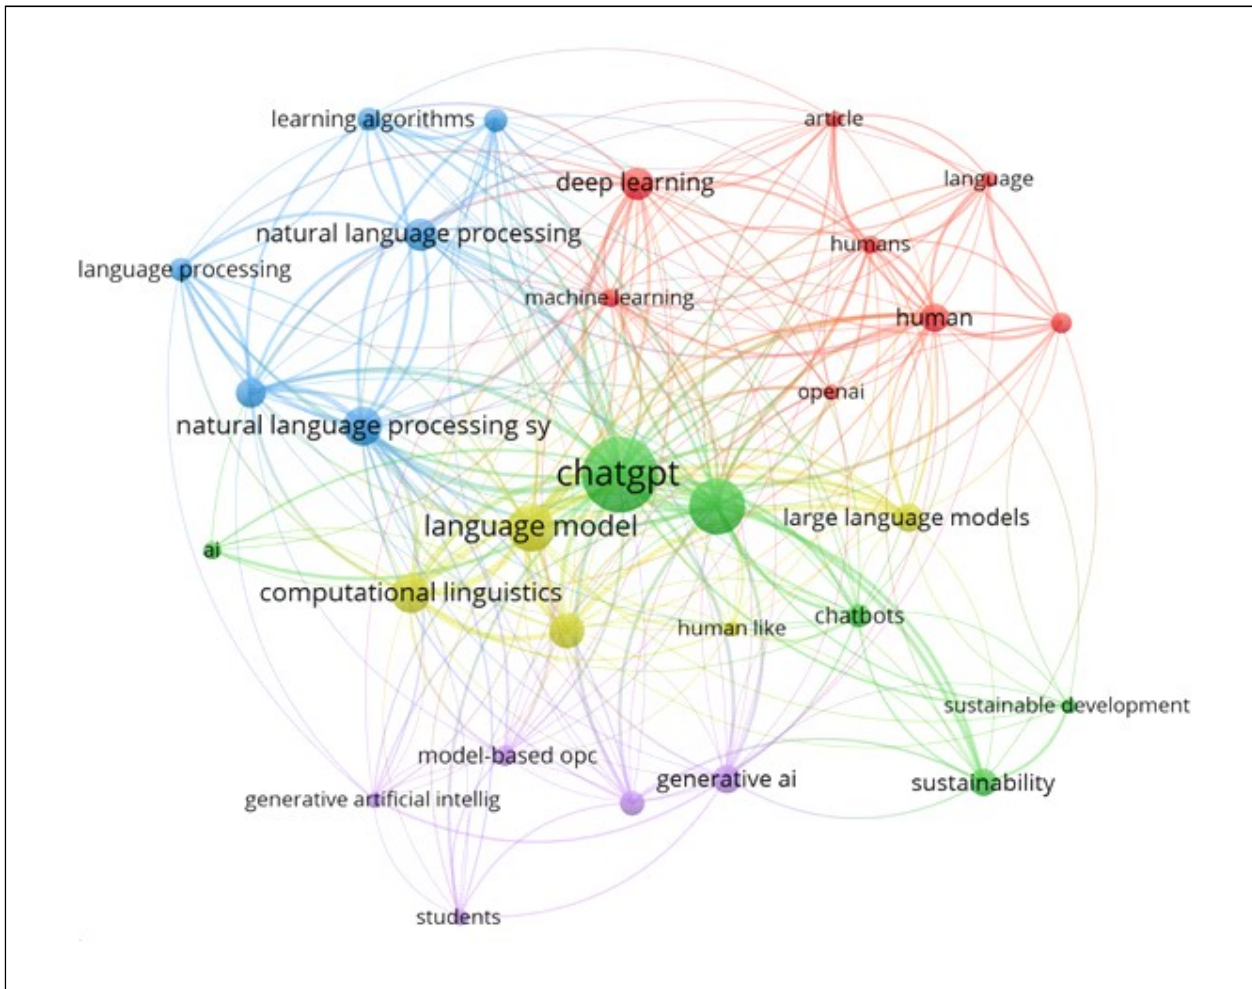 learning algorithms
article
deep learning
language
natural language processing
humans
language processing
machine learning
human
openai
natural language processing sy
chatgpt
language model
large language models
ai
computational linguistics
chatbots
human like
sustainable development
model-based opc
generative ai
sustainability
generative artificial intellig
students